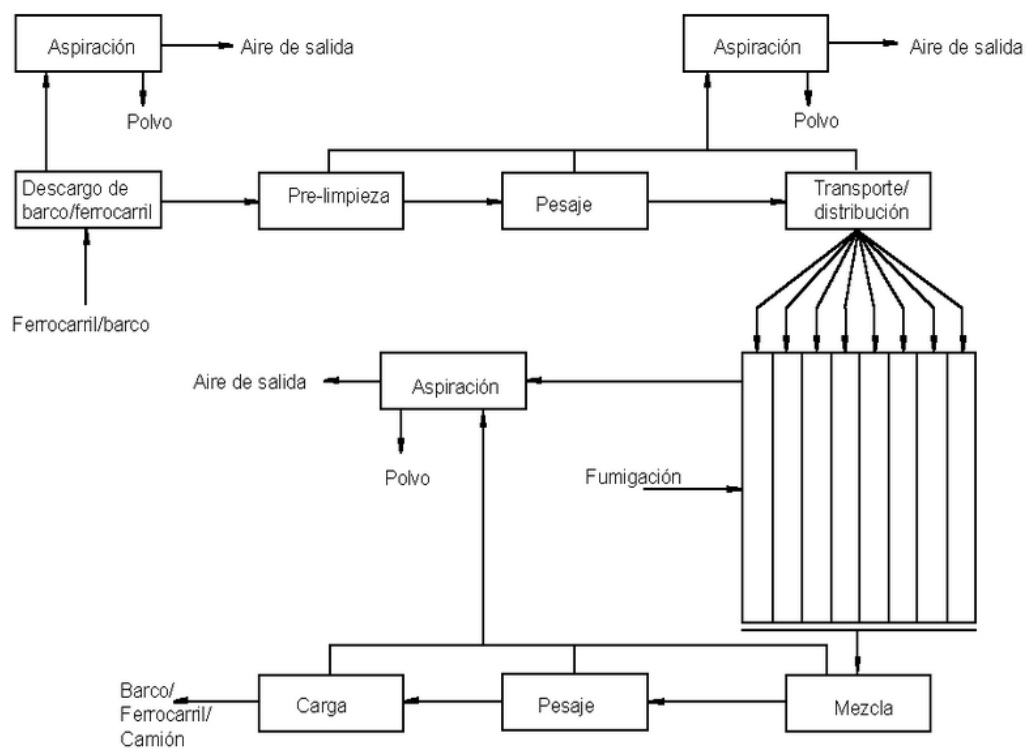 Aspiración
Aire de salida
Polvo
Aspiración
Aire de salida
Polvo
Descargo de
barco/ferrocarril
Pre-limpieza
Pesaje
Transporte/
distribución
Ferrocarril/barco
Aire de salida
Aspiración
Polvo
Fumigación
Barco/
Ferrocarril/
Camión
Carga
Pesaje
Mezcla